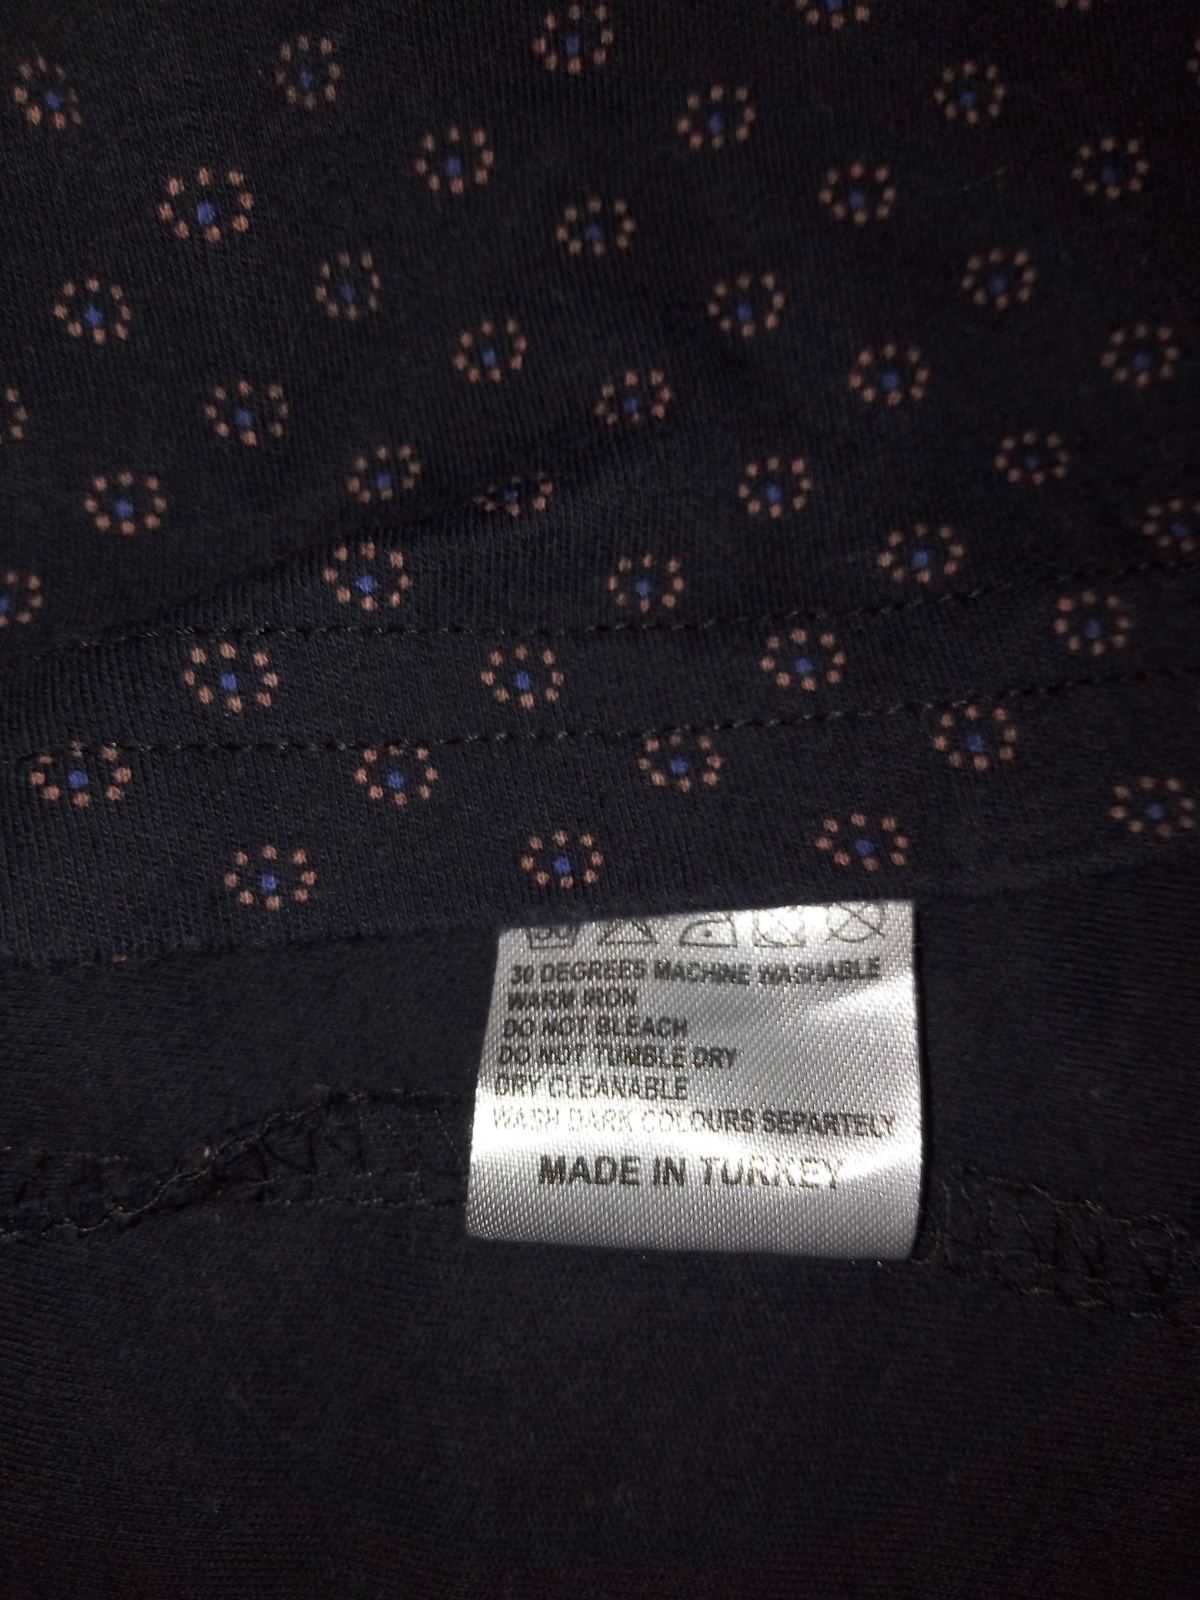 30 DEGREES MACHINE WASHABLE
WARM IRON
DO NOT BLEACH
DO NOT TUMBLE DRY
DRY CLEANABLE
WASH DARK COLOURS SEPARTELY
MADE IN TURKEY